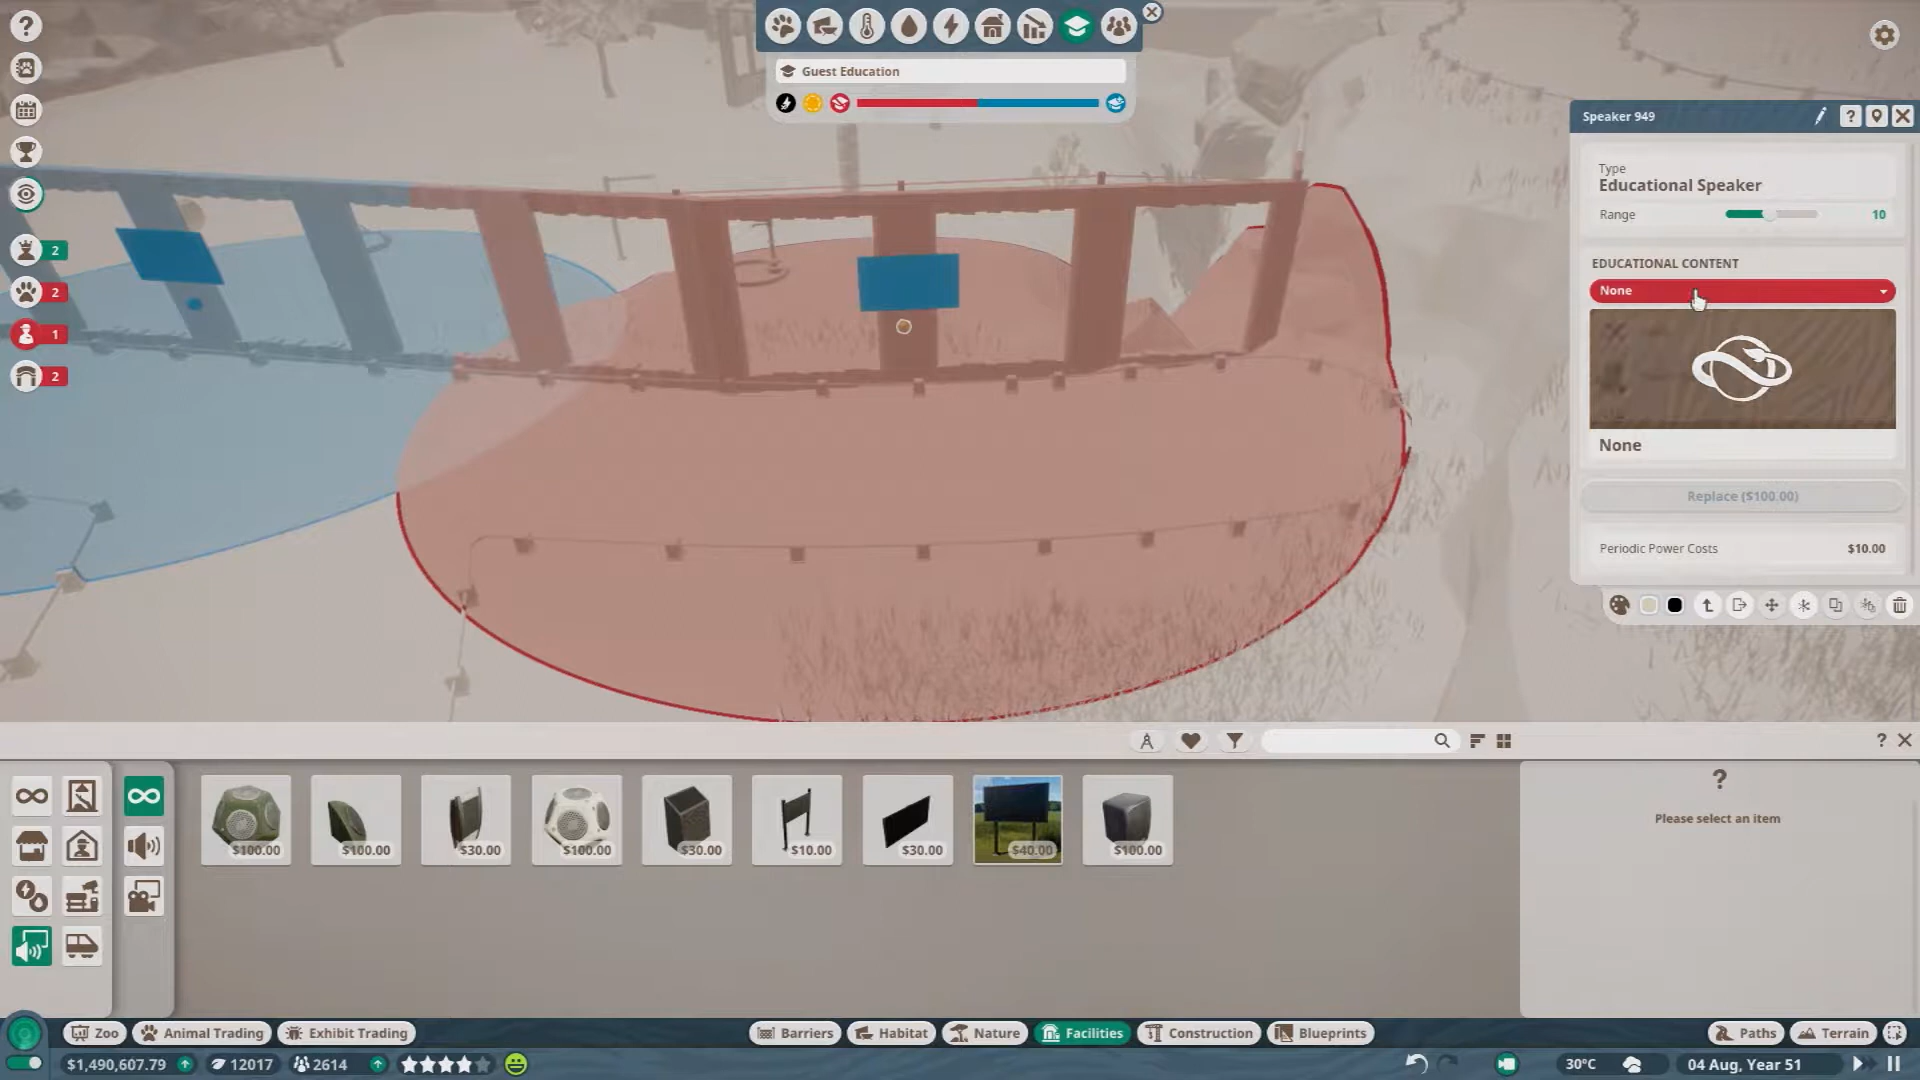 Guest Education
Speaker 949
?
Type
Educational Speaker
Range 10
EDUCATIONAL CONTENT
None
None
Replace ($100.00)
Periodic Power Costs $10.00
?
2
2
1
2
?
$100.00 $100.00 $30.00 $100.00 $30.00 $10.00 $30.00 $40.00 $100.00
?
Please select an item
Zoo Animal Trading Exhibit Trading Barriers Habitat Nature Facilities Construction Blueprints Paths Terrain
$1,490,607.79 12017 2614 30°C 04 Aug, Year 51